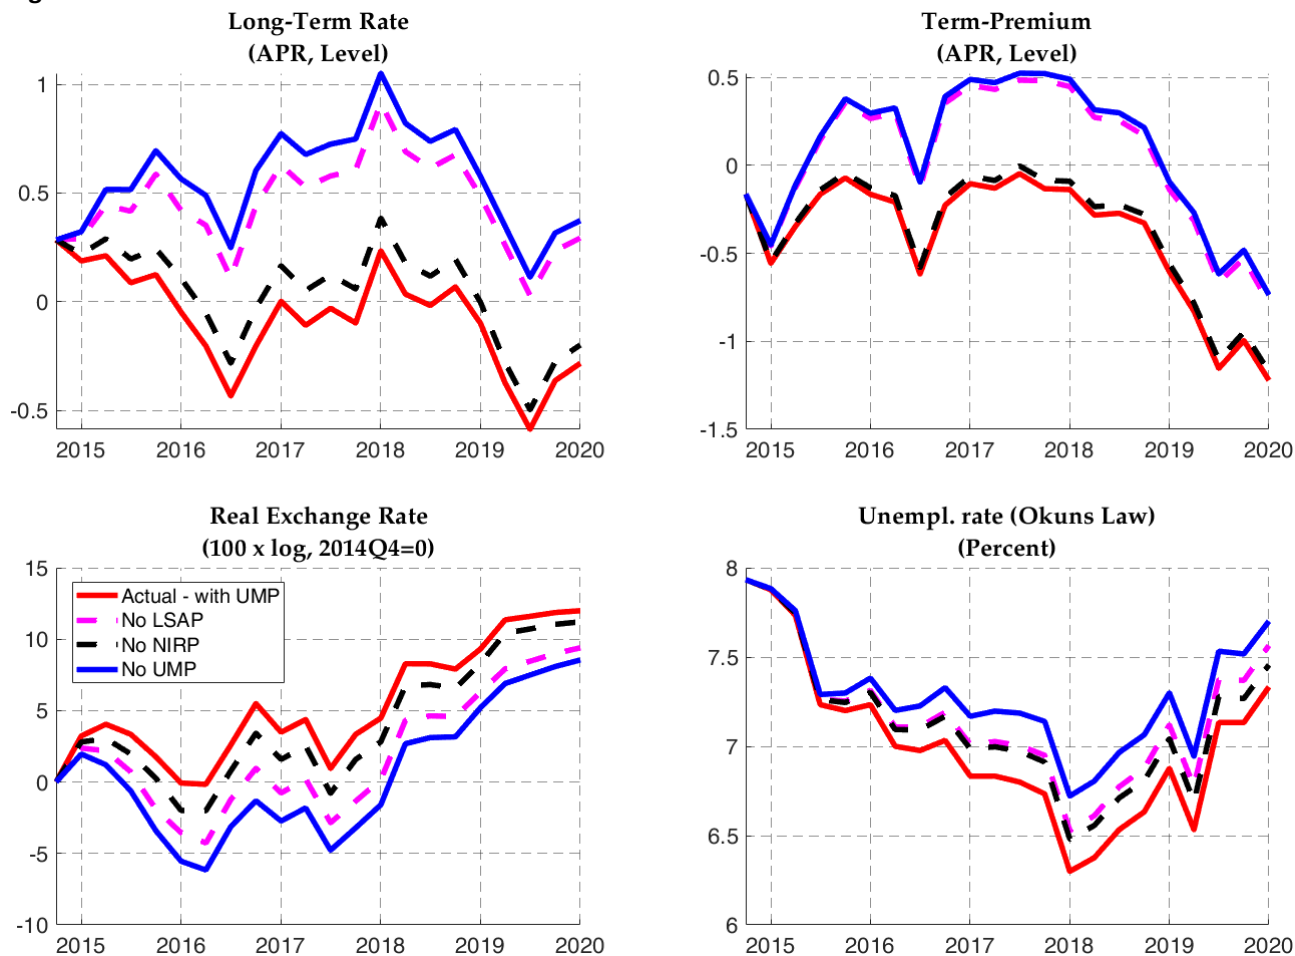 Long-Term Rate
(APR, Level)
1
0.5
0
-0.5
2015 2016 2017 2018 2019 2020
Term-Premium
(APR, Level)
0.5
0
-0.5
-1
-1.5
2015 2016 2017 2018 2019 2020
Real Exchange Rate
(100 x log, 2014Q4=0)
15
10
5
0
-5
-10
Actual - with UMP
No LSAP
No NIRP
No UMP
2015 2016 2017 2018 2019 2020
Unempl. rate (Okuns Law)
(Percent)
8
7.5
7
6.5
6
2015 2016 2017 2018 2019 2020